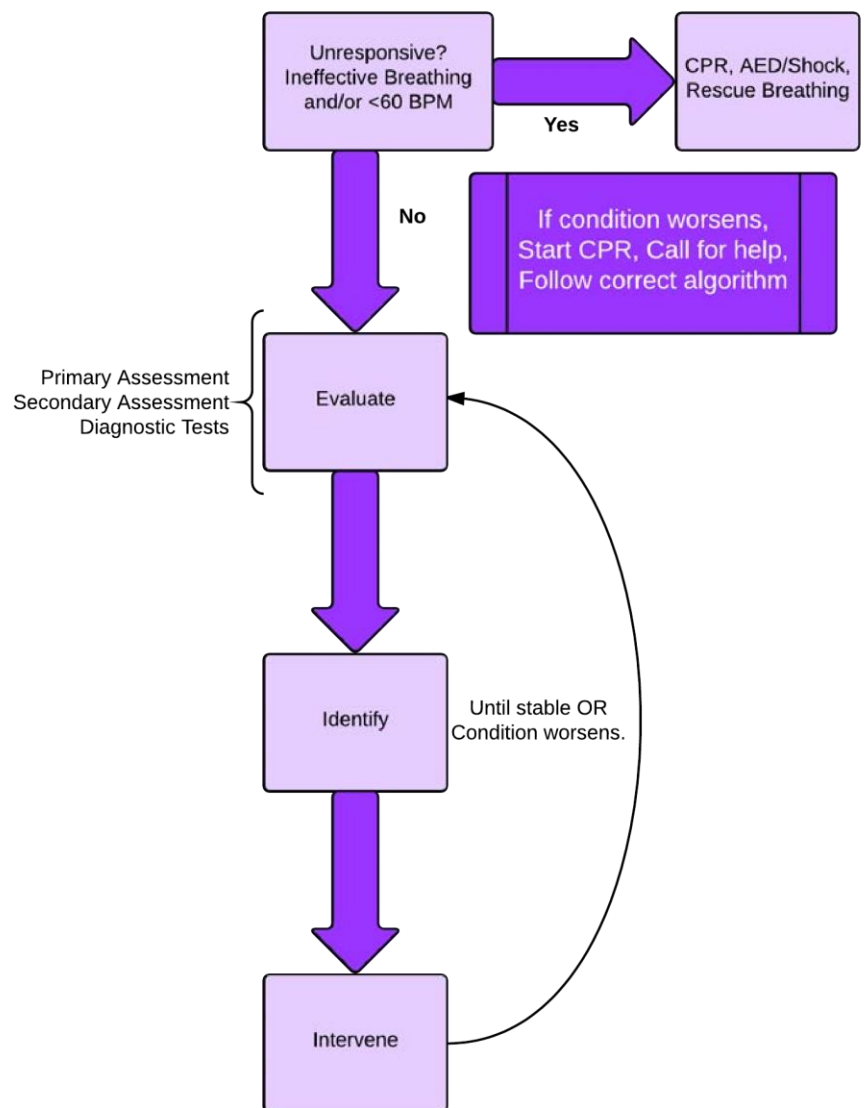 Unresponsive?
Ineffective Breathing
and/or <60 BPM
Yes
CPR, AED/Shock,
Rescue Breathing
No
If condition worsens,
Start CPR, Call for help,
Follow correct algorithm
Primary Assessment
Secondary Assessment
Diagnostic Tests
Evaluate
Identify
Until stable OR
Condition worsens.
Intervene